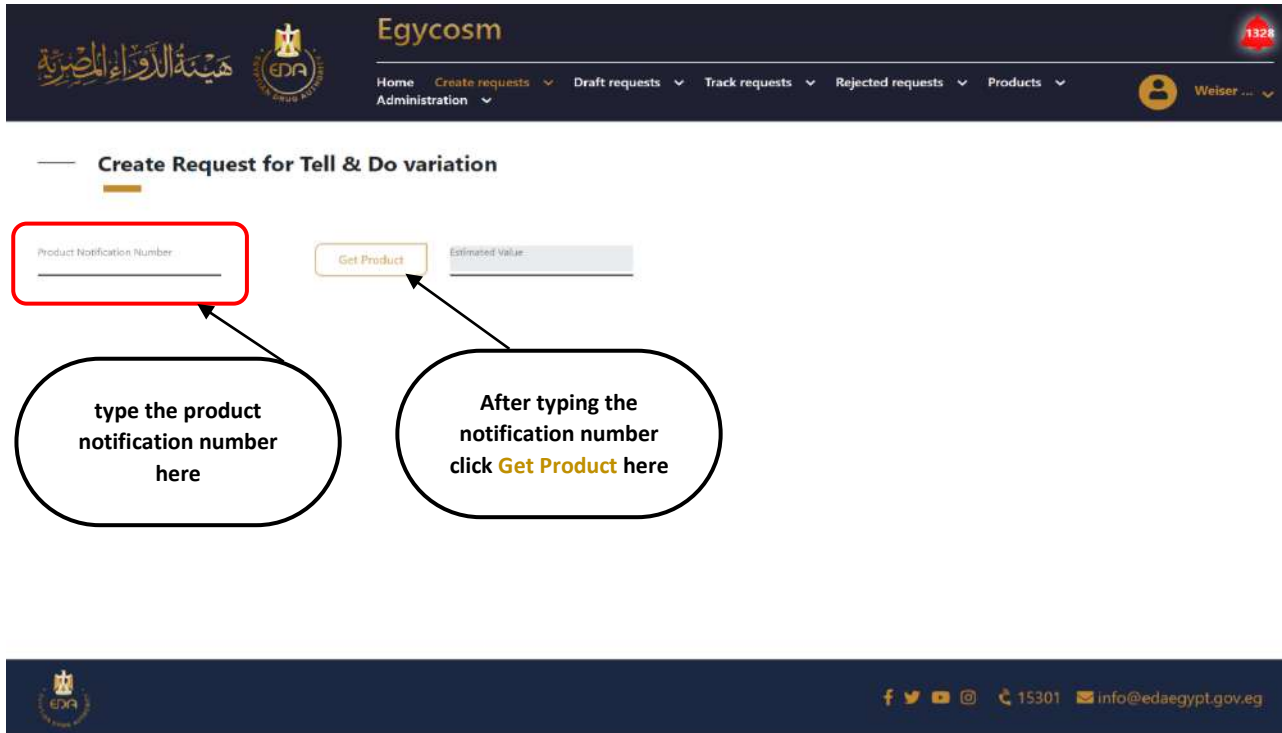 هيئة الدواء المصرية
EDA
Egycosm
1328
Home Create requests Draft requests Track requests Rejected requests Products
Administration
Weiser ...
Create Request for Tell & Do variation
Product Notification Number
Get Product
Estimated Value
type the product
notification number
here
After typing the
notification number
click Get Product here
EDA
15301 info@edaegypt.gov.eg